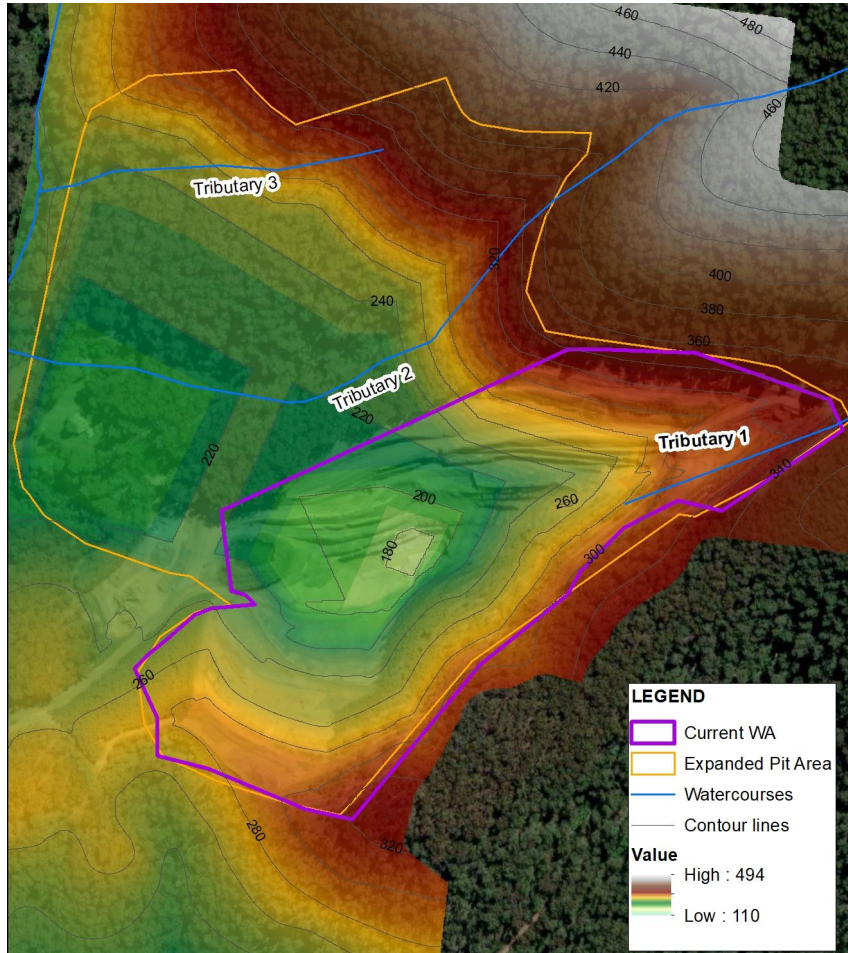 460
480
440
420
460
Tributary 3
320
400
240
380
360
Tributary 2
220
Tributary 1
220
310
200
260
180
300
260
280
320
LEGEND
Current WA
Expanded Pit Area
Watercourses
Contour lines
Value
High : 494
Low : 110